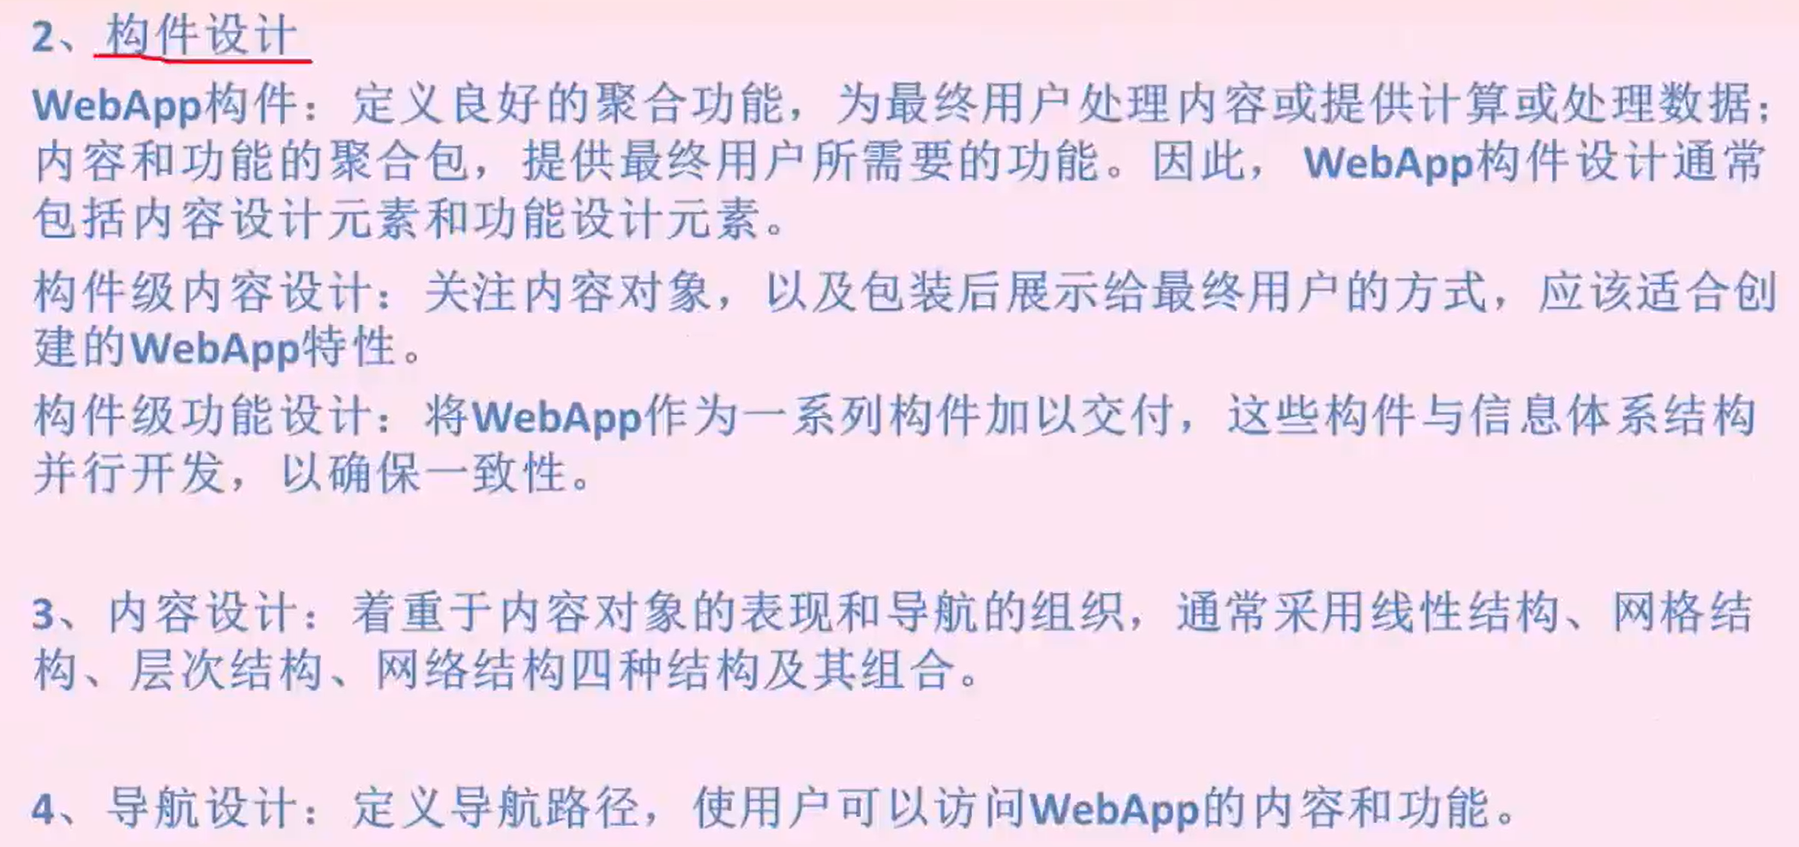 2、构件设计
WebApp构件：定义良好的聚合功能，为最终用户处理内容或提供计算或处理数据；
内容和功能的聚合包，提供最终用户所需要的功能。因此， WebApp构件设计通常
包括内容设计元素和功能设计元素。
构件级内容设计：关注内容对象，以及包装后展示给最终用户的方式，应该适合创
建的WebApp特性。
构件级功能设计：将WebApp作为一系列构件加以交付，这些构件与信息体系结构
并行开发，以确保一致性。
3、内容设计：着重于内容对象的表现和导航的组织，通常采用线性结构、网格结
构、层次结构、网络结构四种结构及其组合。
4、导航设计：定义导航路径，使用户可以访问WebApp的内容和功能。